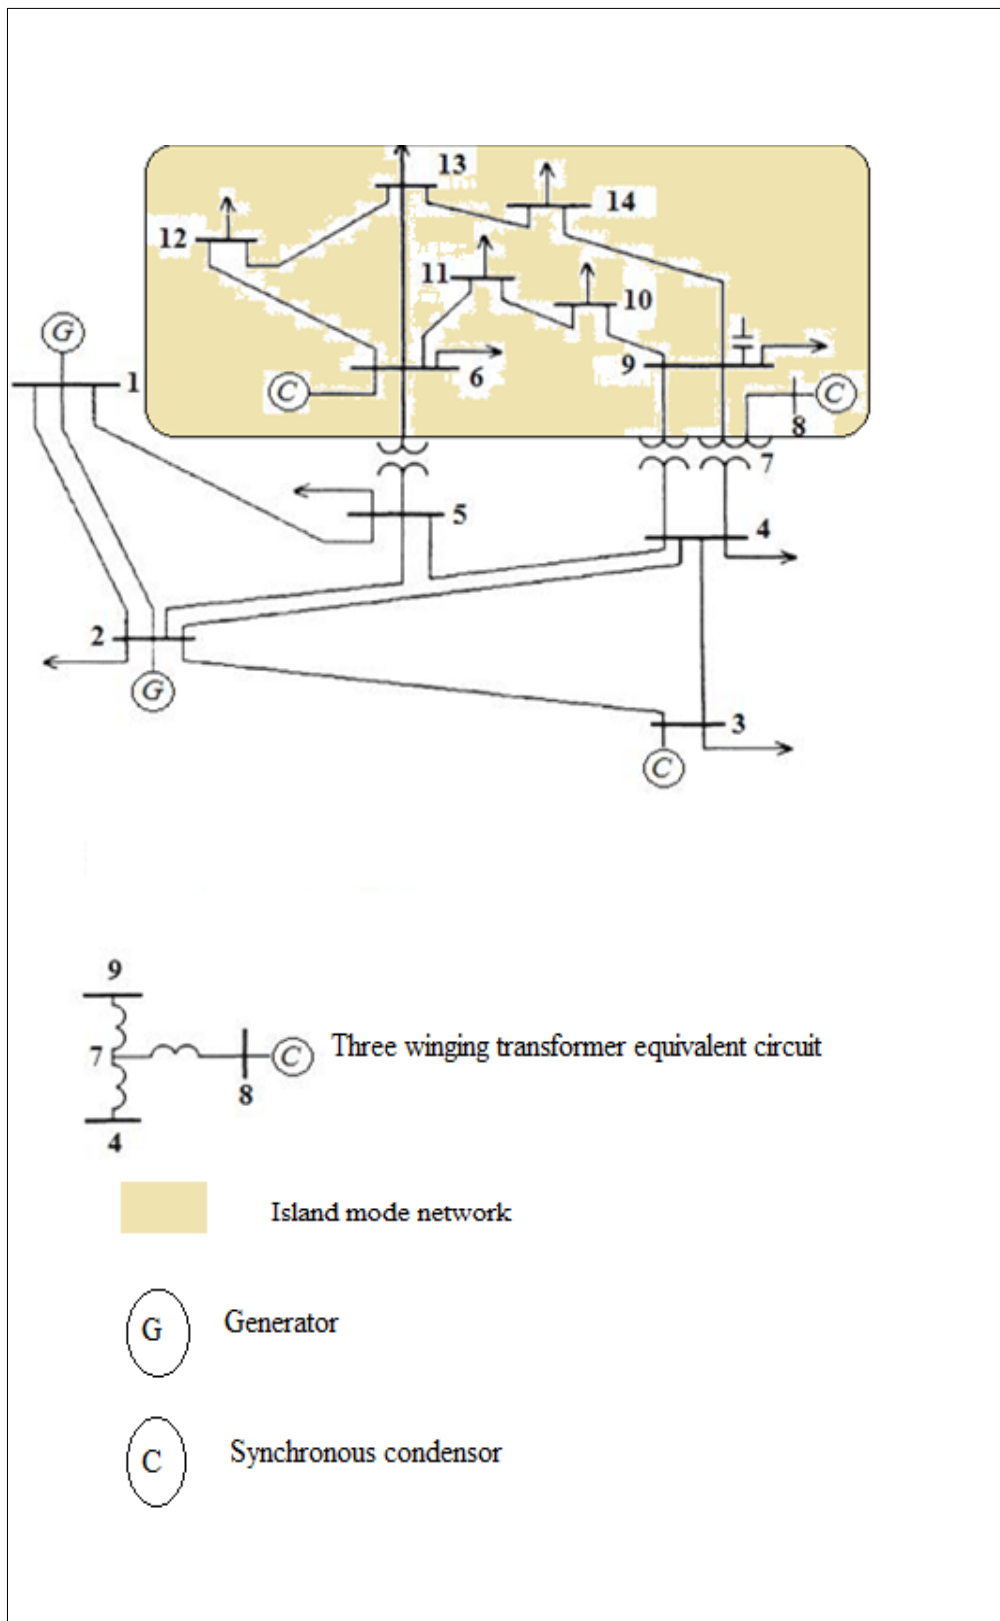 13
14
12
11
10
G
1
9
6
C
C
8
7
5
4
2
G
3
C
9
7
C
Three winging transformer equivalent circuit
8
4
Island mode network
G
Generator
C
Synchronous condensor